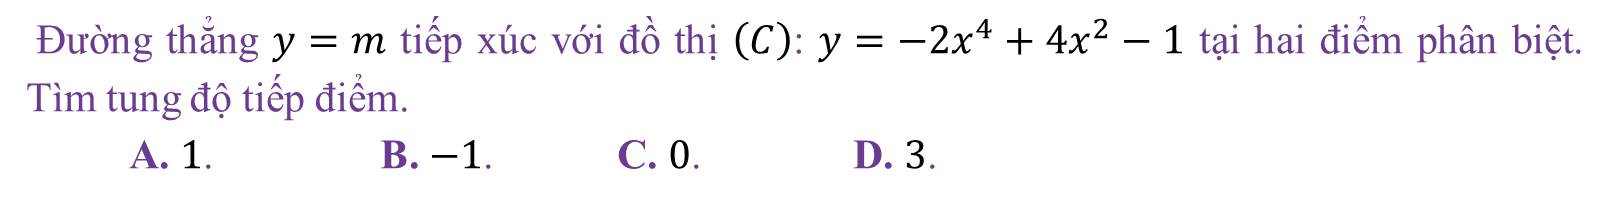 Đường thẳng y = m tiếp xúc với đồ thị (C): y = −2x⁴ + 4x² − 1 tại hai điểm phân biệt.
Tìm tung độ tiếp điểm.
A. 1. B. −1. C. 0. D. 3.